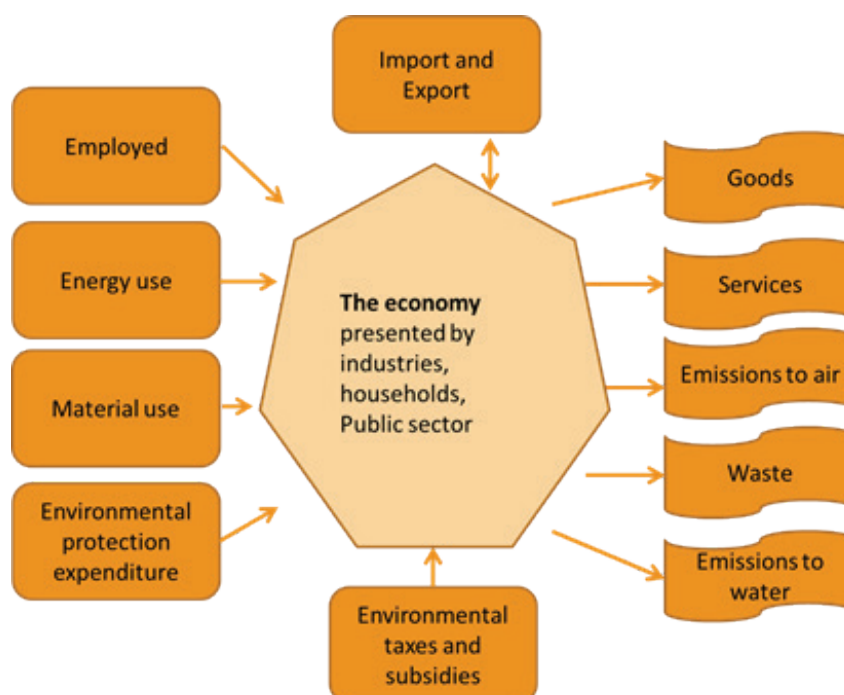 Import and
Export
Employed
Energy use
Material use
Environmental
protection
expenditure
The economy
presented by
industries,
households,
Public sector
Environmental
taxes and
subsidies
Goods
Services
Emissions to air
Waste
Emissions to
water